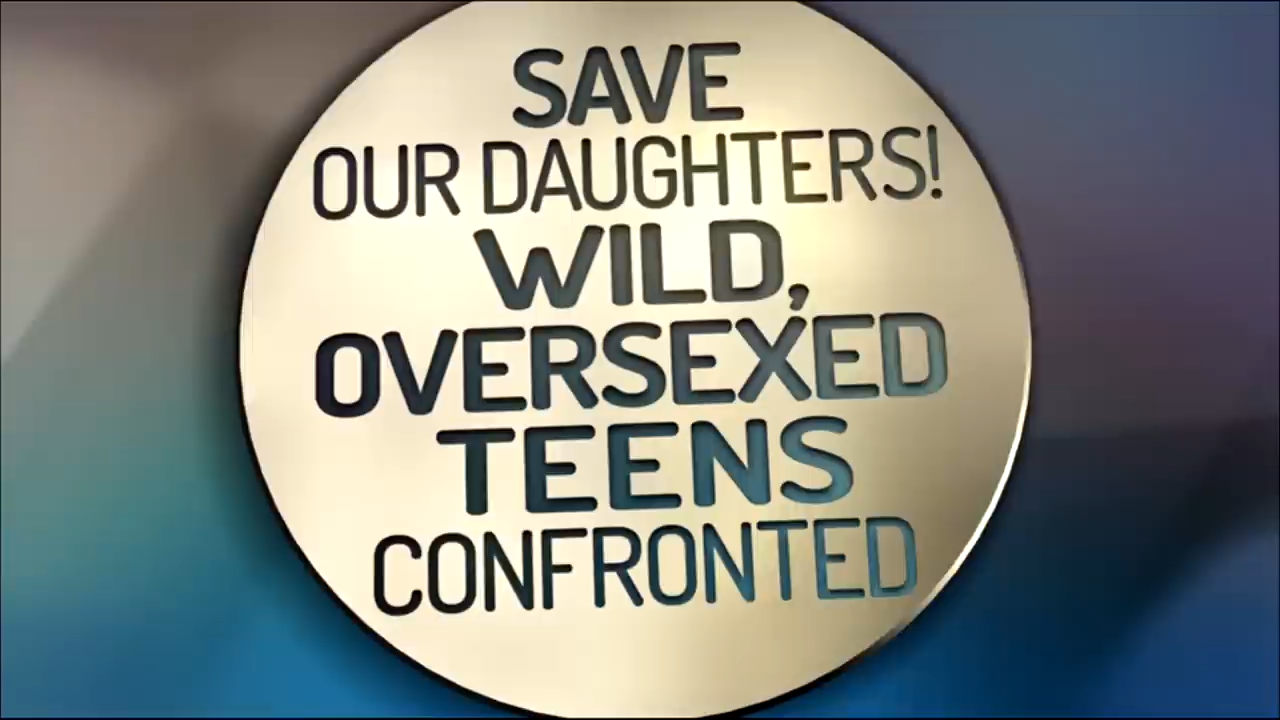 SAVE
OUR DAUGHTERS!
WILD,
OVERSEXED
TEENS
CONFRONTED